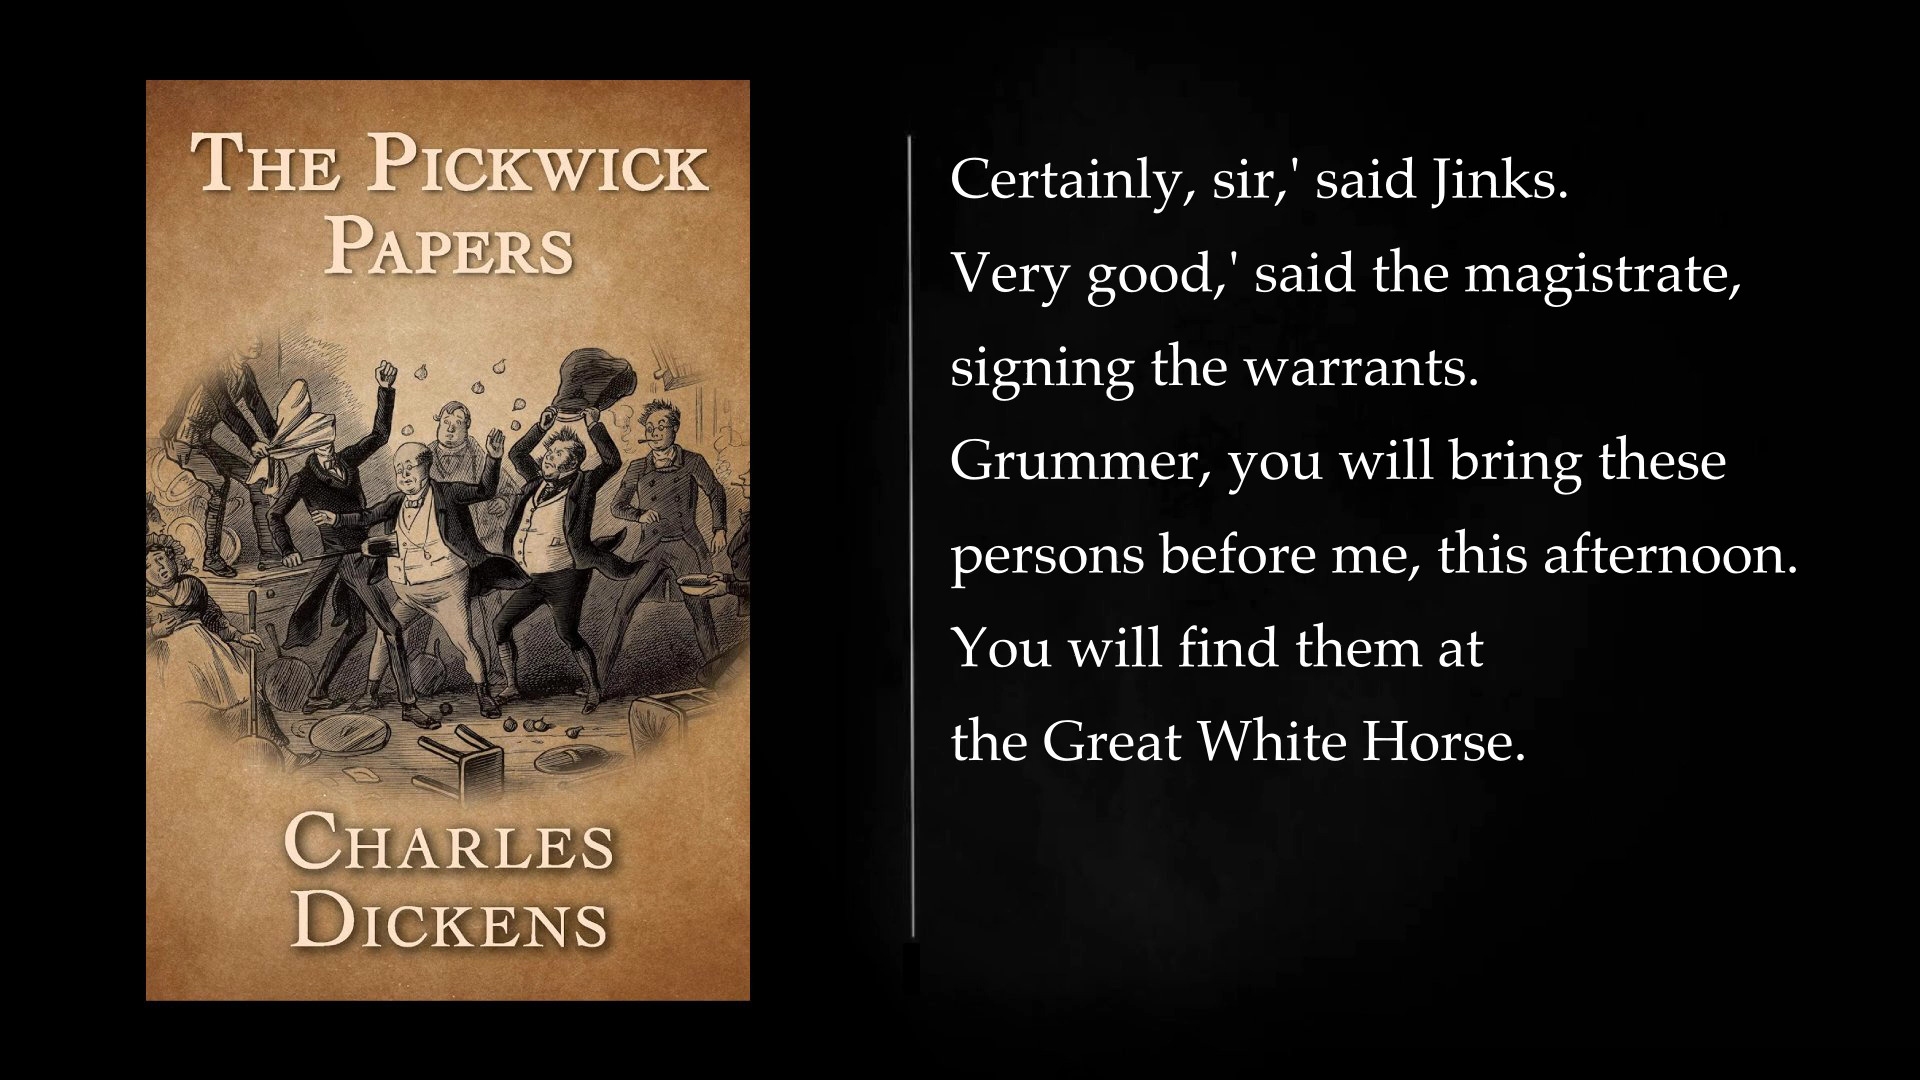 THE PICKWICK
PAPERS
CHARLES
DICKENS
Certainly, sir,' said Jinks.
Very good,' said the magistrate,
signing the warrants.
Grummer, you will bring these
persons before me, this afternoon.
You will find them at
the Great White Horse.